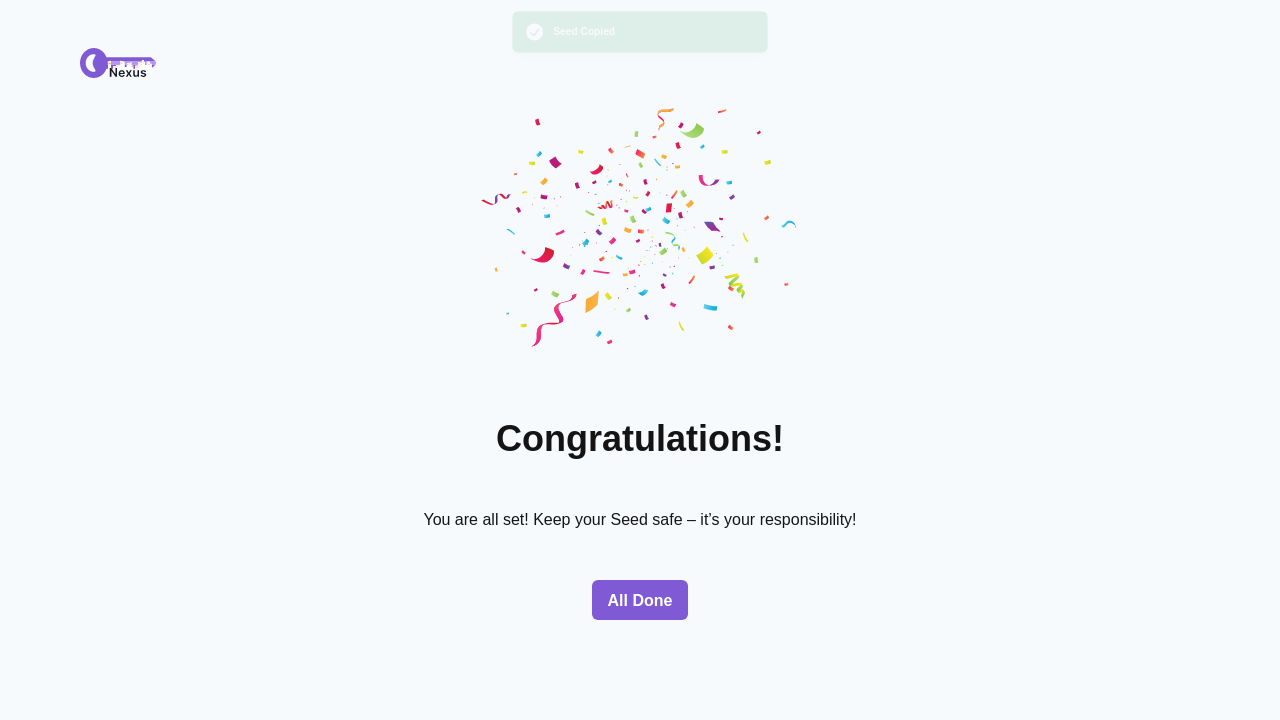 Seed Copied
Nexus
Congratulations!
You are all set! Keep your Seed safe – it's your responsibility!
All Done